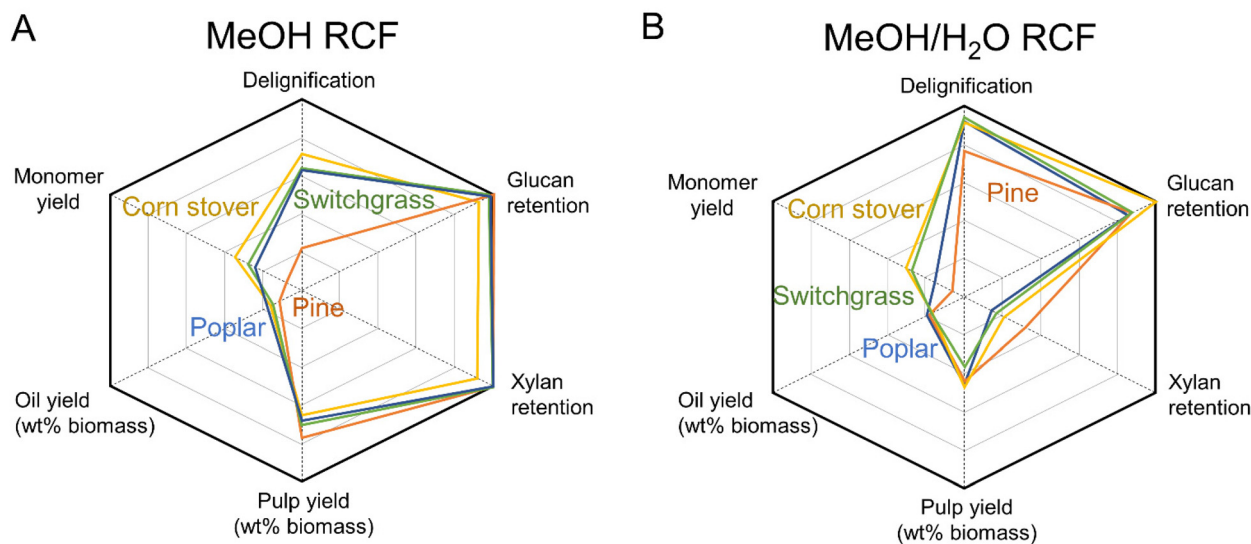 A
MeOH RCF
Delignification
Monomer
yield
Corn stover
Switchgrass
Glucan
retention
Pine
Poplar
Oil yield
(wt% biomass)
Xylan
retention
Pulp yield
(wt% biomass)
B
MeOH/H₂O RCF
Delignification
Monomer
yield
Corn stover
Pine
Glucan
retention
Switchgrass
Poplar
Oil yield
(wt% biomass)
Xylan
retention
Pulp yield
(wt% biomass)